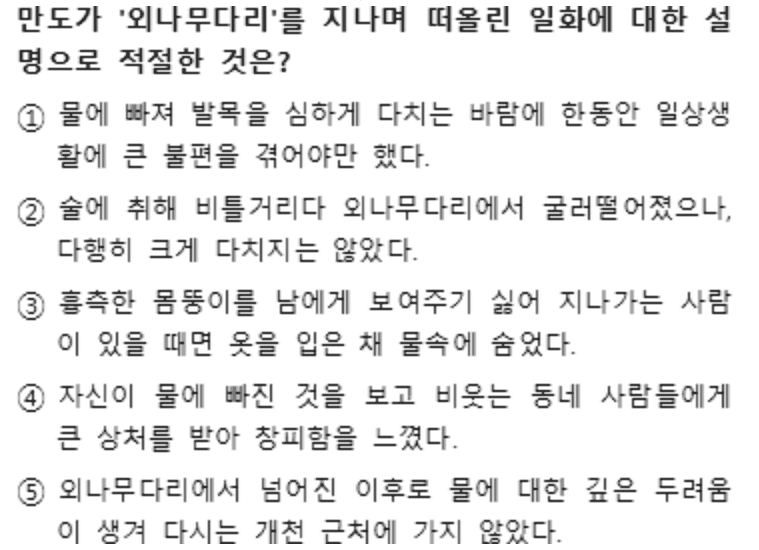 만도가 '외나무다리'를 지나며 떠올린 일화에 대한 설
명으로 적절한 것은?
① 물에 빠져 발목을 심하게 다치는 바람에 한동안 일상생
활에 큰 불편을 겪어야만 했다.
② 술에 취해 비틀거리다 외나무다리에서 굴러떨어졌으나,
다행히 크게 다치지는 않았다.
③ 흉측한 몸뚱이를 남에게 보여주기 싫어 지나가는 사람
이 있을 때면 옷을 입은 채 물속에 숨었다.
④ 자신이 물에 빠진 것을 보고 비웃는 동네 사람들에게
큰 상처를 받아 창피함을 느꼈다.
⑤ 외나무다리에서 넘어진 이후로 물에 대한 깊은 두려움
이 생겨 다시는 개천 근처에 가지 않았다.